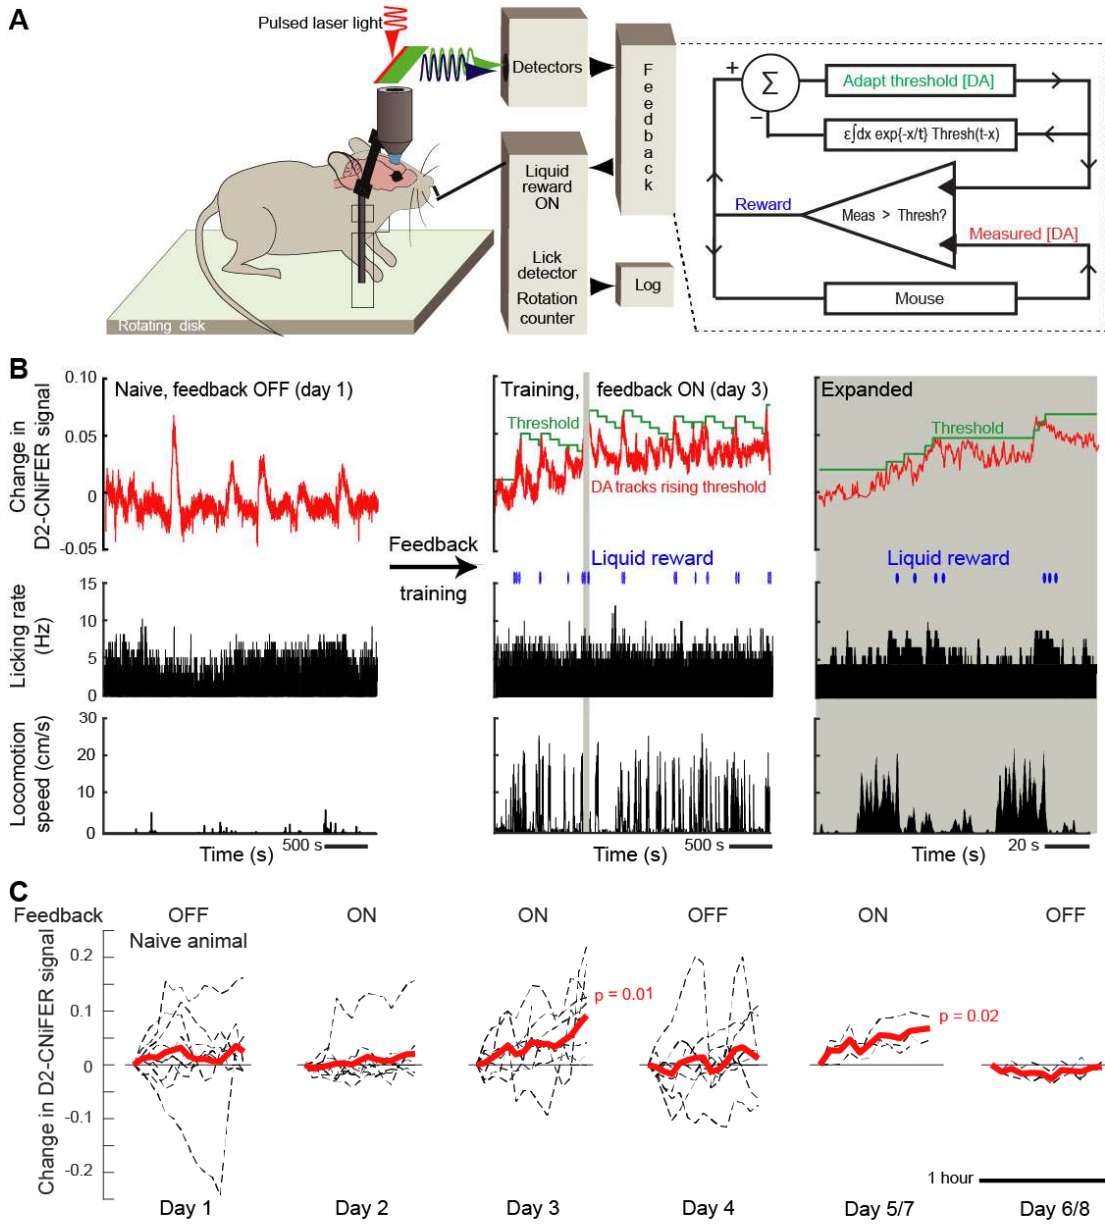 A
Pulsed laser light
Detectors
Feedback
Liquid
reward
ON
Lick
detector
Rotation
counter
Log
Rotating disk
+
Σ
−
Adapt threshold [DA]
ε∫dx exp{-x/t} Thresh(t-x)
Reward
Meas > Thresh?
Measured [DA]
Mouse
B
Change in
D2-CNiFER signal
0.10
0.05
0
-0.05
Naive, feedback OFF (day 1)
Feedback
training
Training, feedback ON (day 3)
Threshold
DA tracks rising threshold
Liquid reward
Expanded
Threshold
Liquid reward
Licking rate
(Hz)
15
10
5
0
Locomotion
speed (cm/s)
30
20
10
0
Time (s)
500 s
Time (s)
500 s
Time (s)
20 s
C
Feedback OFF ON ON OFF ON OFF
Naive animal
Change in D2-CNiFER signal
0.2
0.1
0
-0.1
-0.2
p = 0.01
p = 0.02
1 hour
Day 1 Day 2 Day 3 Day 4 Day 5/7 Day 6/8